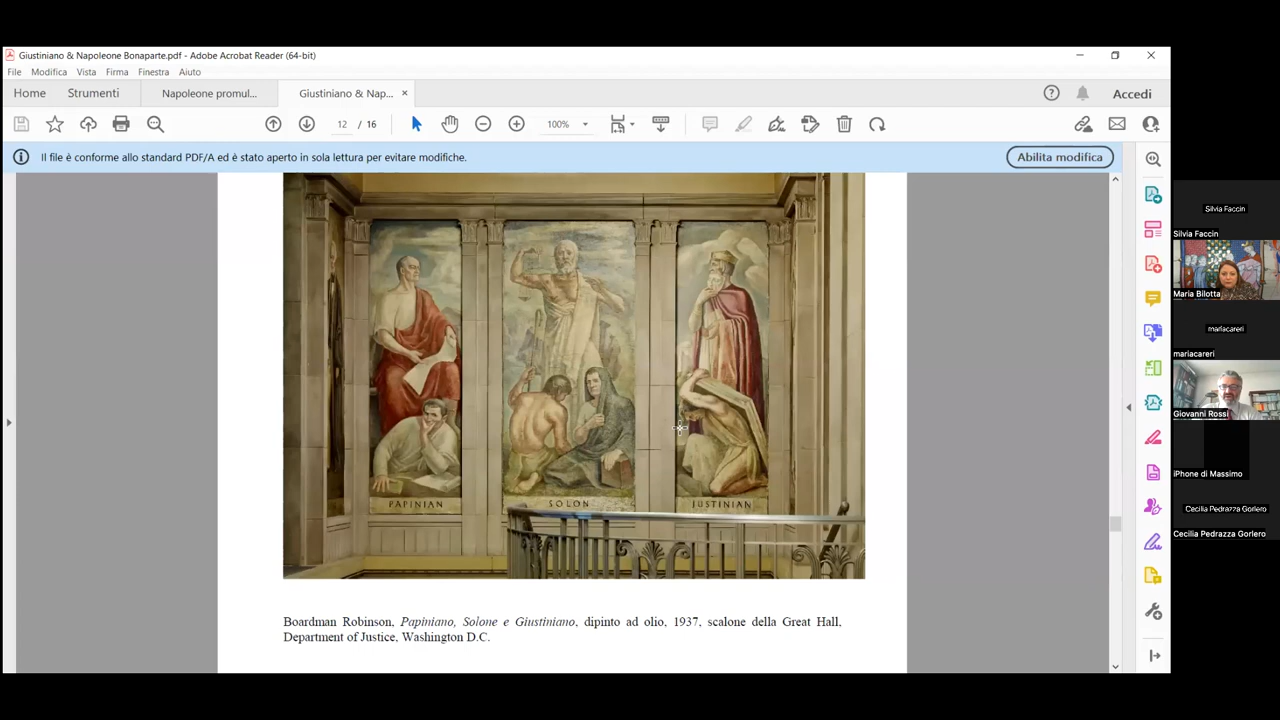 Giustiniano & Napoleone Bonaparte.pdf - Adobe Acrobat Reader (64-bit)
File Modifica Vista Firma Finestra Aiuto
Home Strumenti Napoleone promul... Giustiniano & Nap... × Accedi
12 / 16 100%
Il file è conforme allo standard PDF/A ed è stato aperto in sola lettura per evitare modifiche. Abilita modifica
PAPINIAN SOLON JUSTINIAN
Boardman Robinson, Papiniano, Solone e Giustiniano, dipinto ad olio, 1937, scalone della Great Hall,
Department of Justice, Washington D.C.
Silvia Faccin
Silvia Faccin
Maria Bilotta
mariacareri
mariacareri
Giovanni Rossi
iPhone di Massimo
Cecilia Pedrazza Gorlero
Cecilia Pedrazza Gorlero